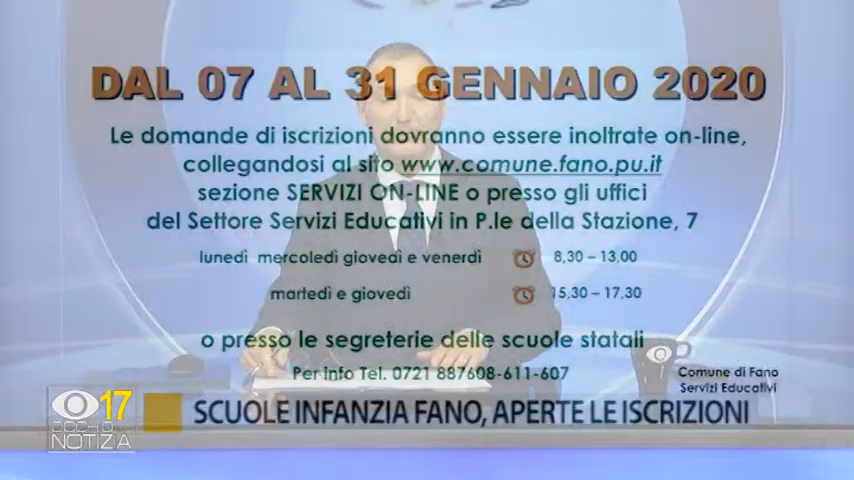 DAL 07 AL 31 GENNAIO 2020
Le domande di iscrizioni dovranno essere inoltrate on-line,
collegandosi al sito www.comune.fano.pu.it
sezione SERVIZI ON-LINE o presso gli uffici
del Settore Servizi Educativi in P.le della Stazione, 7
lunedì mercoledì giovedì e venerdì 8,30 – 13,00
martedì e giovedì 15,30 – 17,30
o presso le segreterie delle scuole statali
Per info Tel. 0721 887608-611-607
Comune di Fano
Servizi Educativi
17
OCCHIO
NOTIZIA
SCUOLE INFANZIA FANO, APERTE LE ISCRIZIONI